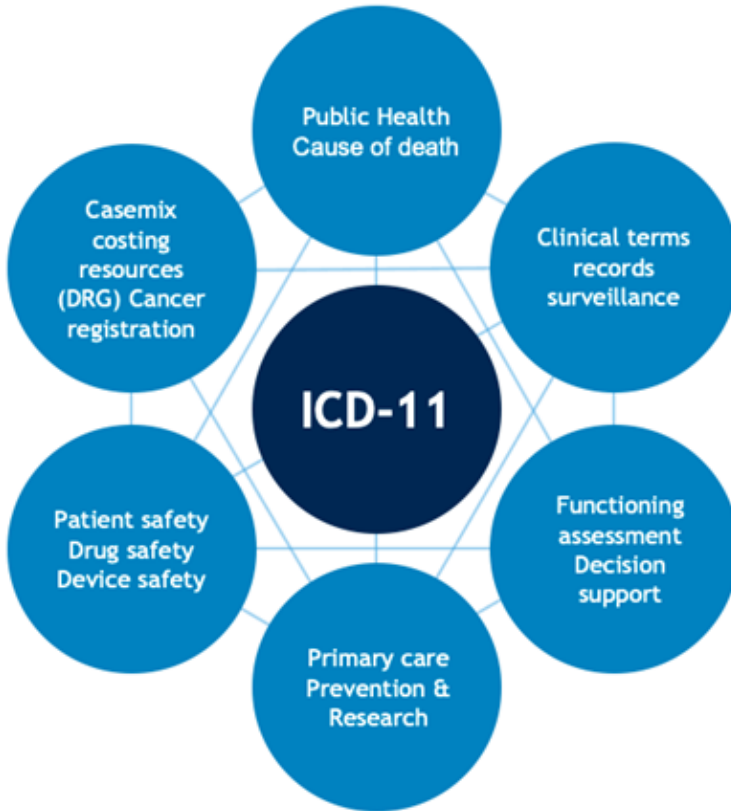 Public Health
Cause of death
Casemix
costing
resources
(DRG) Cancer
registration
Clinical terms
records
surveillance
ICD-11
Patient safety
Drug safety
Device safety
Functioning
assessment
Decision
support
Primary care
Prevention &
Research